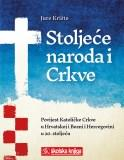 Jure Krišto
Stoljeće
naroda i
Crkve
Povijest Katoličke Crkve
u Hrvatskoj i Bosni i Hercegovini
u 20. stoljeću
školska knjiga